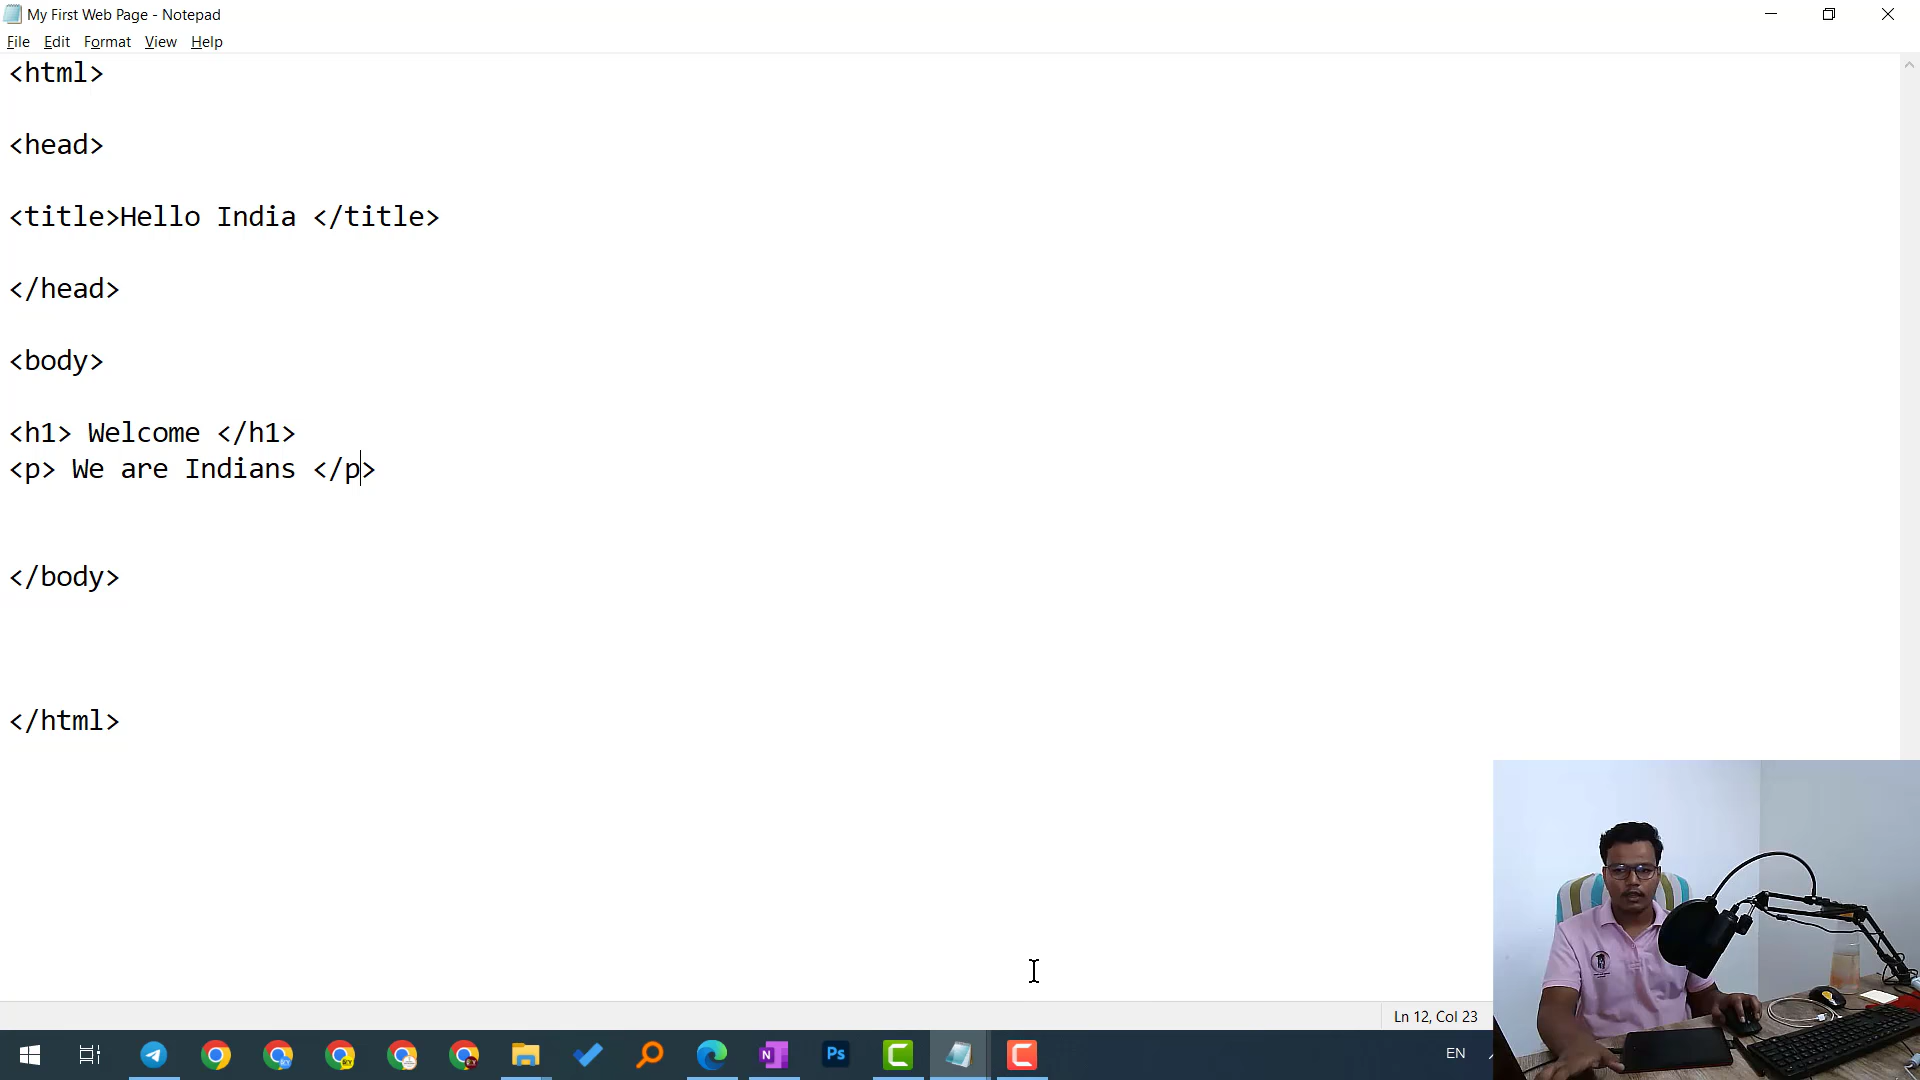 My First Web Page - Notepad
File Edit Format View Help
<html>
<head>
<title>Hello India </title>
</head>
<body>
<h1> Welcome </h1>
<p> We are Indians </p>
</body>
</html>
Ln 12, Col 23
N Ps C C EN